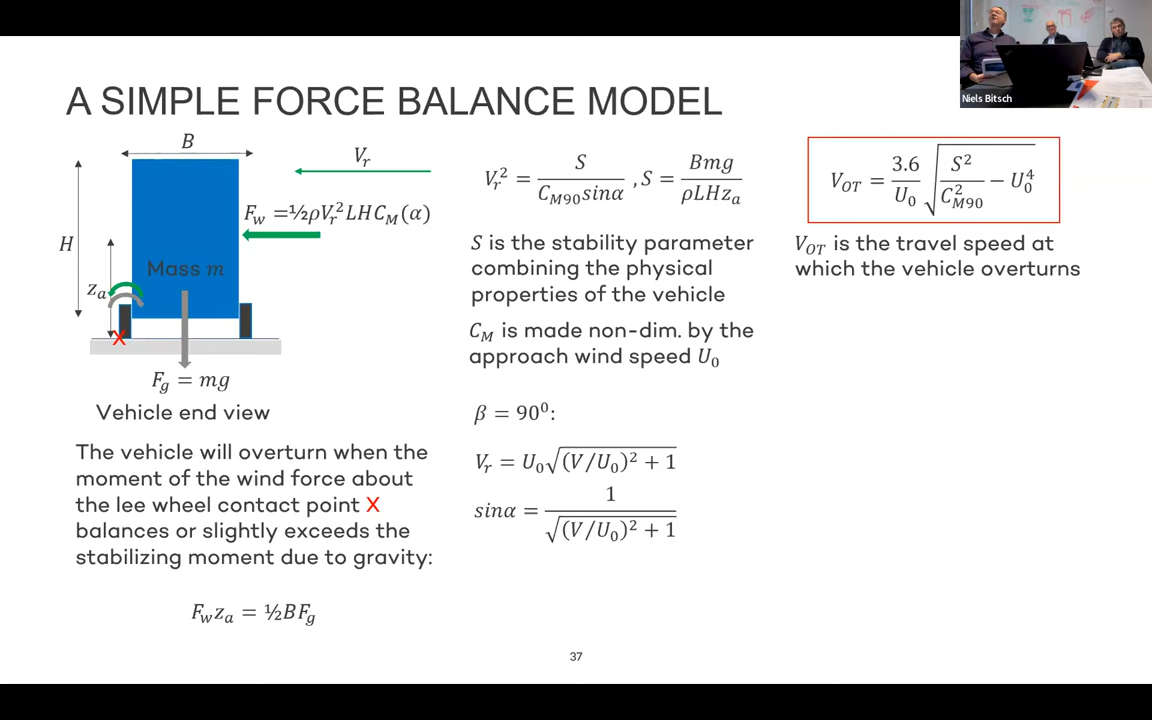 Niels Bitsch
A SIMPLE FORCE BALANCE MODEL
B
V_r
F_w =½ρV_r²LHC_M(α)
H
Mass m
z_a
X
F_g = mg
Vehicle end view
The vehicle will overturn when the
moment of the wind force about
the lee wheel contact point X
balances or slightly exceeds the
stabilizing moment due to gravity:
F_w z_a = ½BF_g
V_r² = S / (C_M90 sinα) , S = Bmg / (ρLHz_a)
S is the stability parameter
combining the physical
properties of the vehicle
C_M is made non-dim. by the
approach wind speed U_0
β = 90⁰:
V_r = U_0√((V/U_0)² + 1)
sinα = 1 / √((V/U_0)² + 1)
V_OT = 3.6 / U_0 √(S² / C²_M90 − U_0⁴)
V_OT is the travel speed at
which the vehicle overturns
37